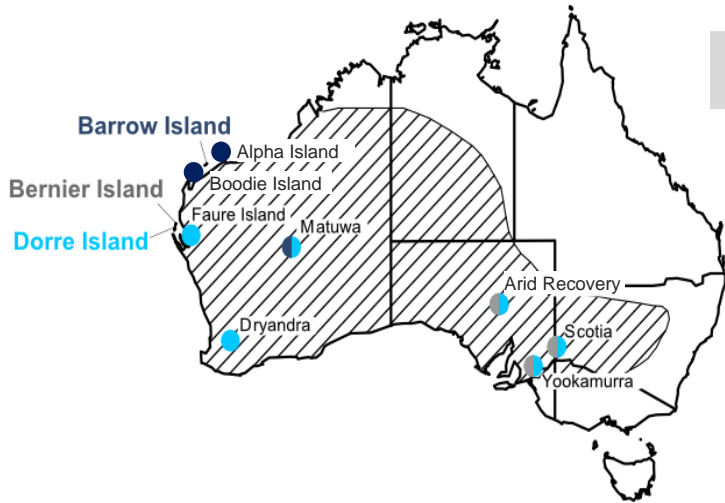 Barrow Island
Alpha Island
Boodie Island
Bernier Island
Faure Island
Dorre Island
Matuwa
Arid Recovery
Dryandra
Scotia
Yookamurra